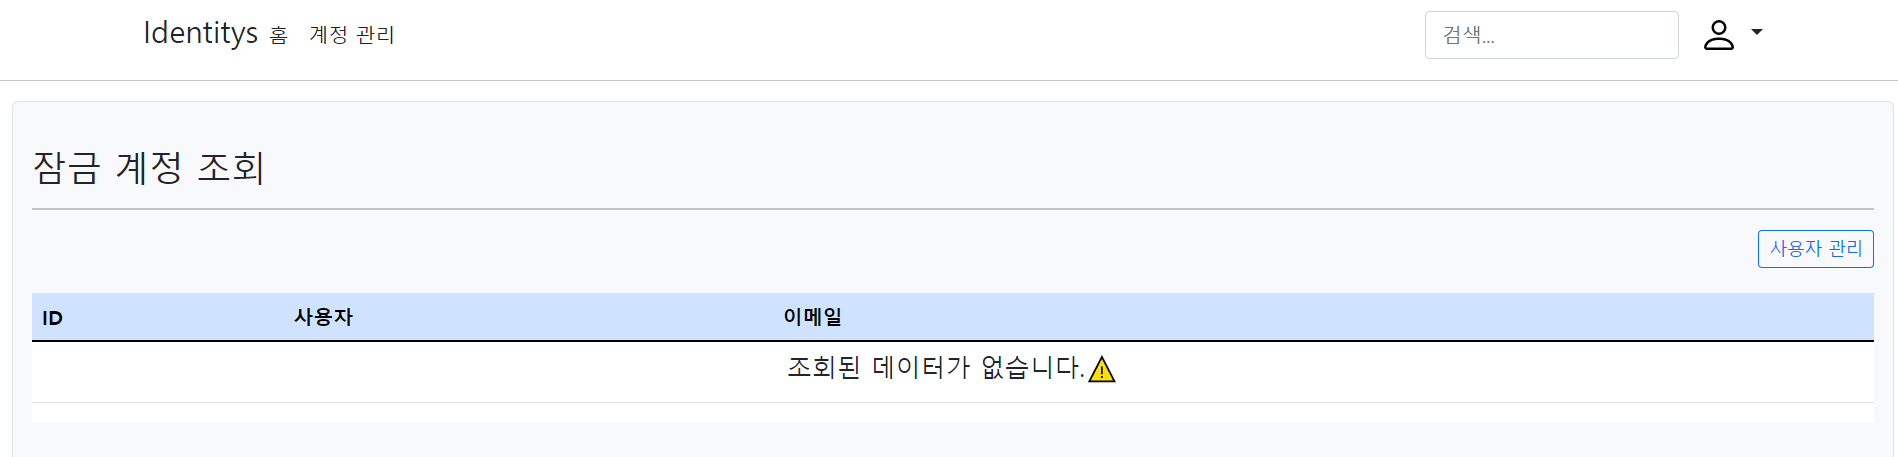 Identitys 홈 계정 관리 검색...
잠금 계정 조회
사용자 관리
ID 사용자 이메일
조회된 데이터가 없습니다.